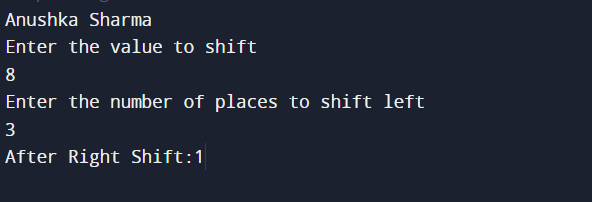 Anushka Sharma
Enter the value to shift
8
Enter the number of places to shift left
3
After Right Shift:1